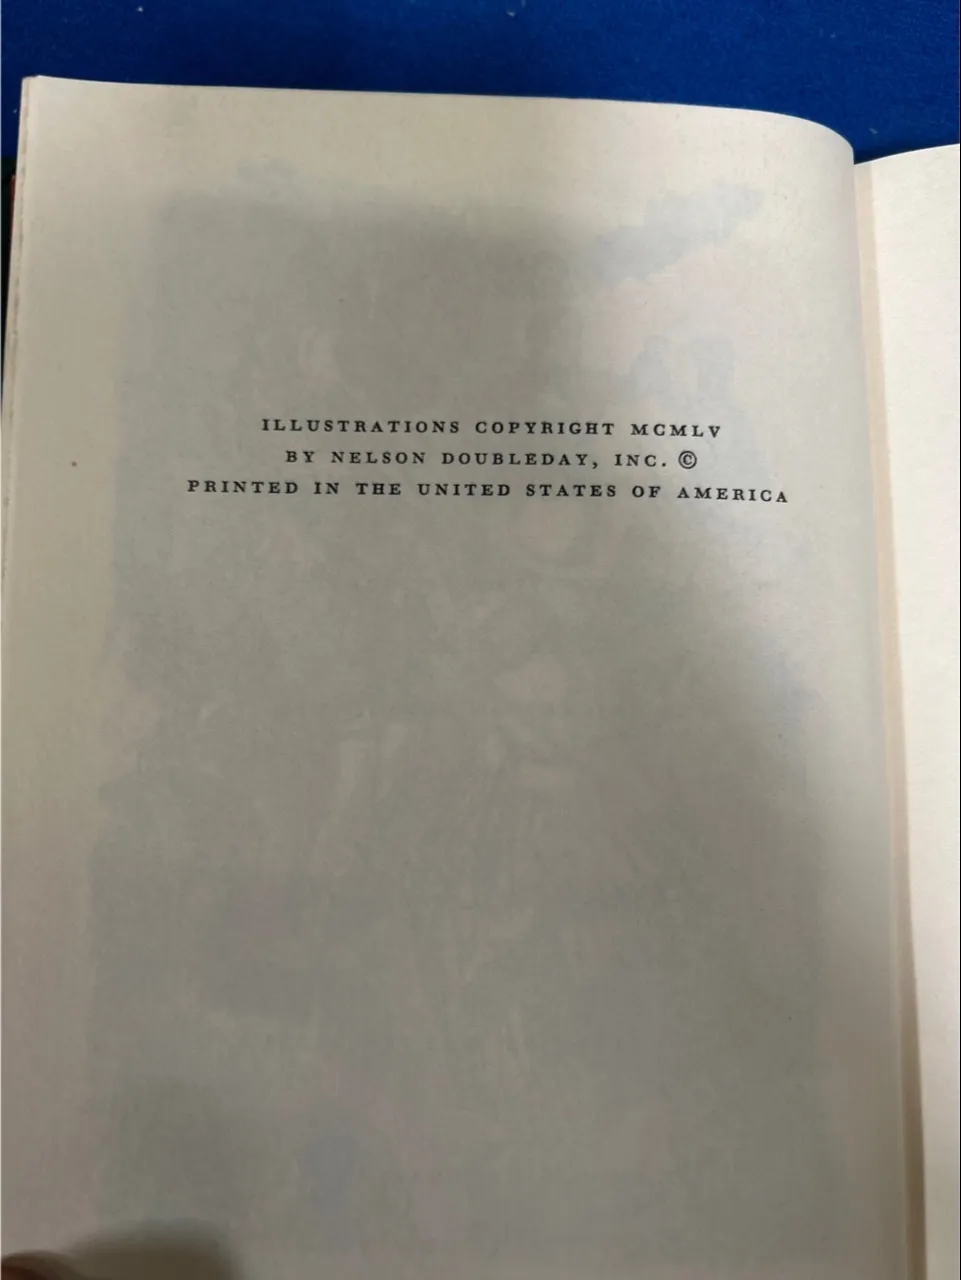 ILLUSTRATIONS COPYRIGHT MCMLV
BY NELSON DOUBLEDAY, INC. ©
PRINTED IN THE UNITED STATES OF AMERICA